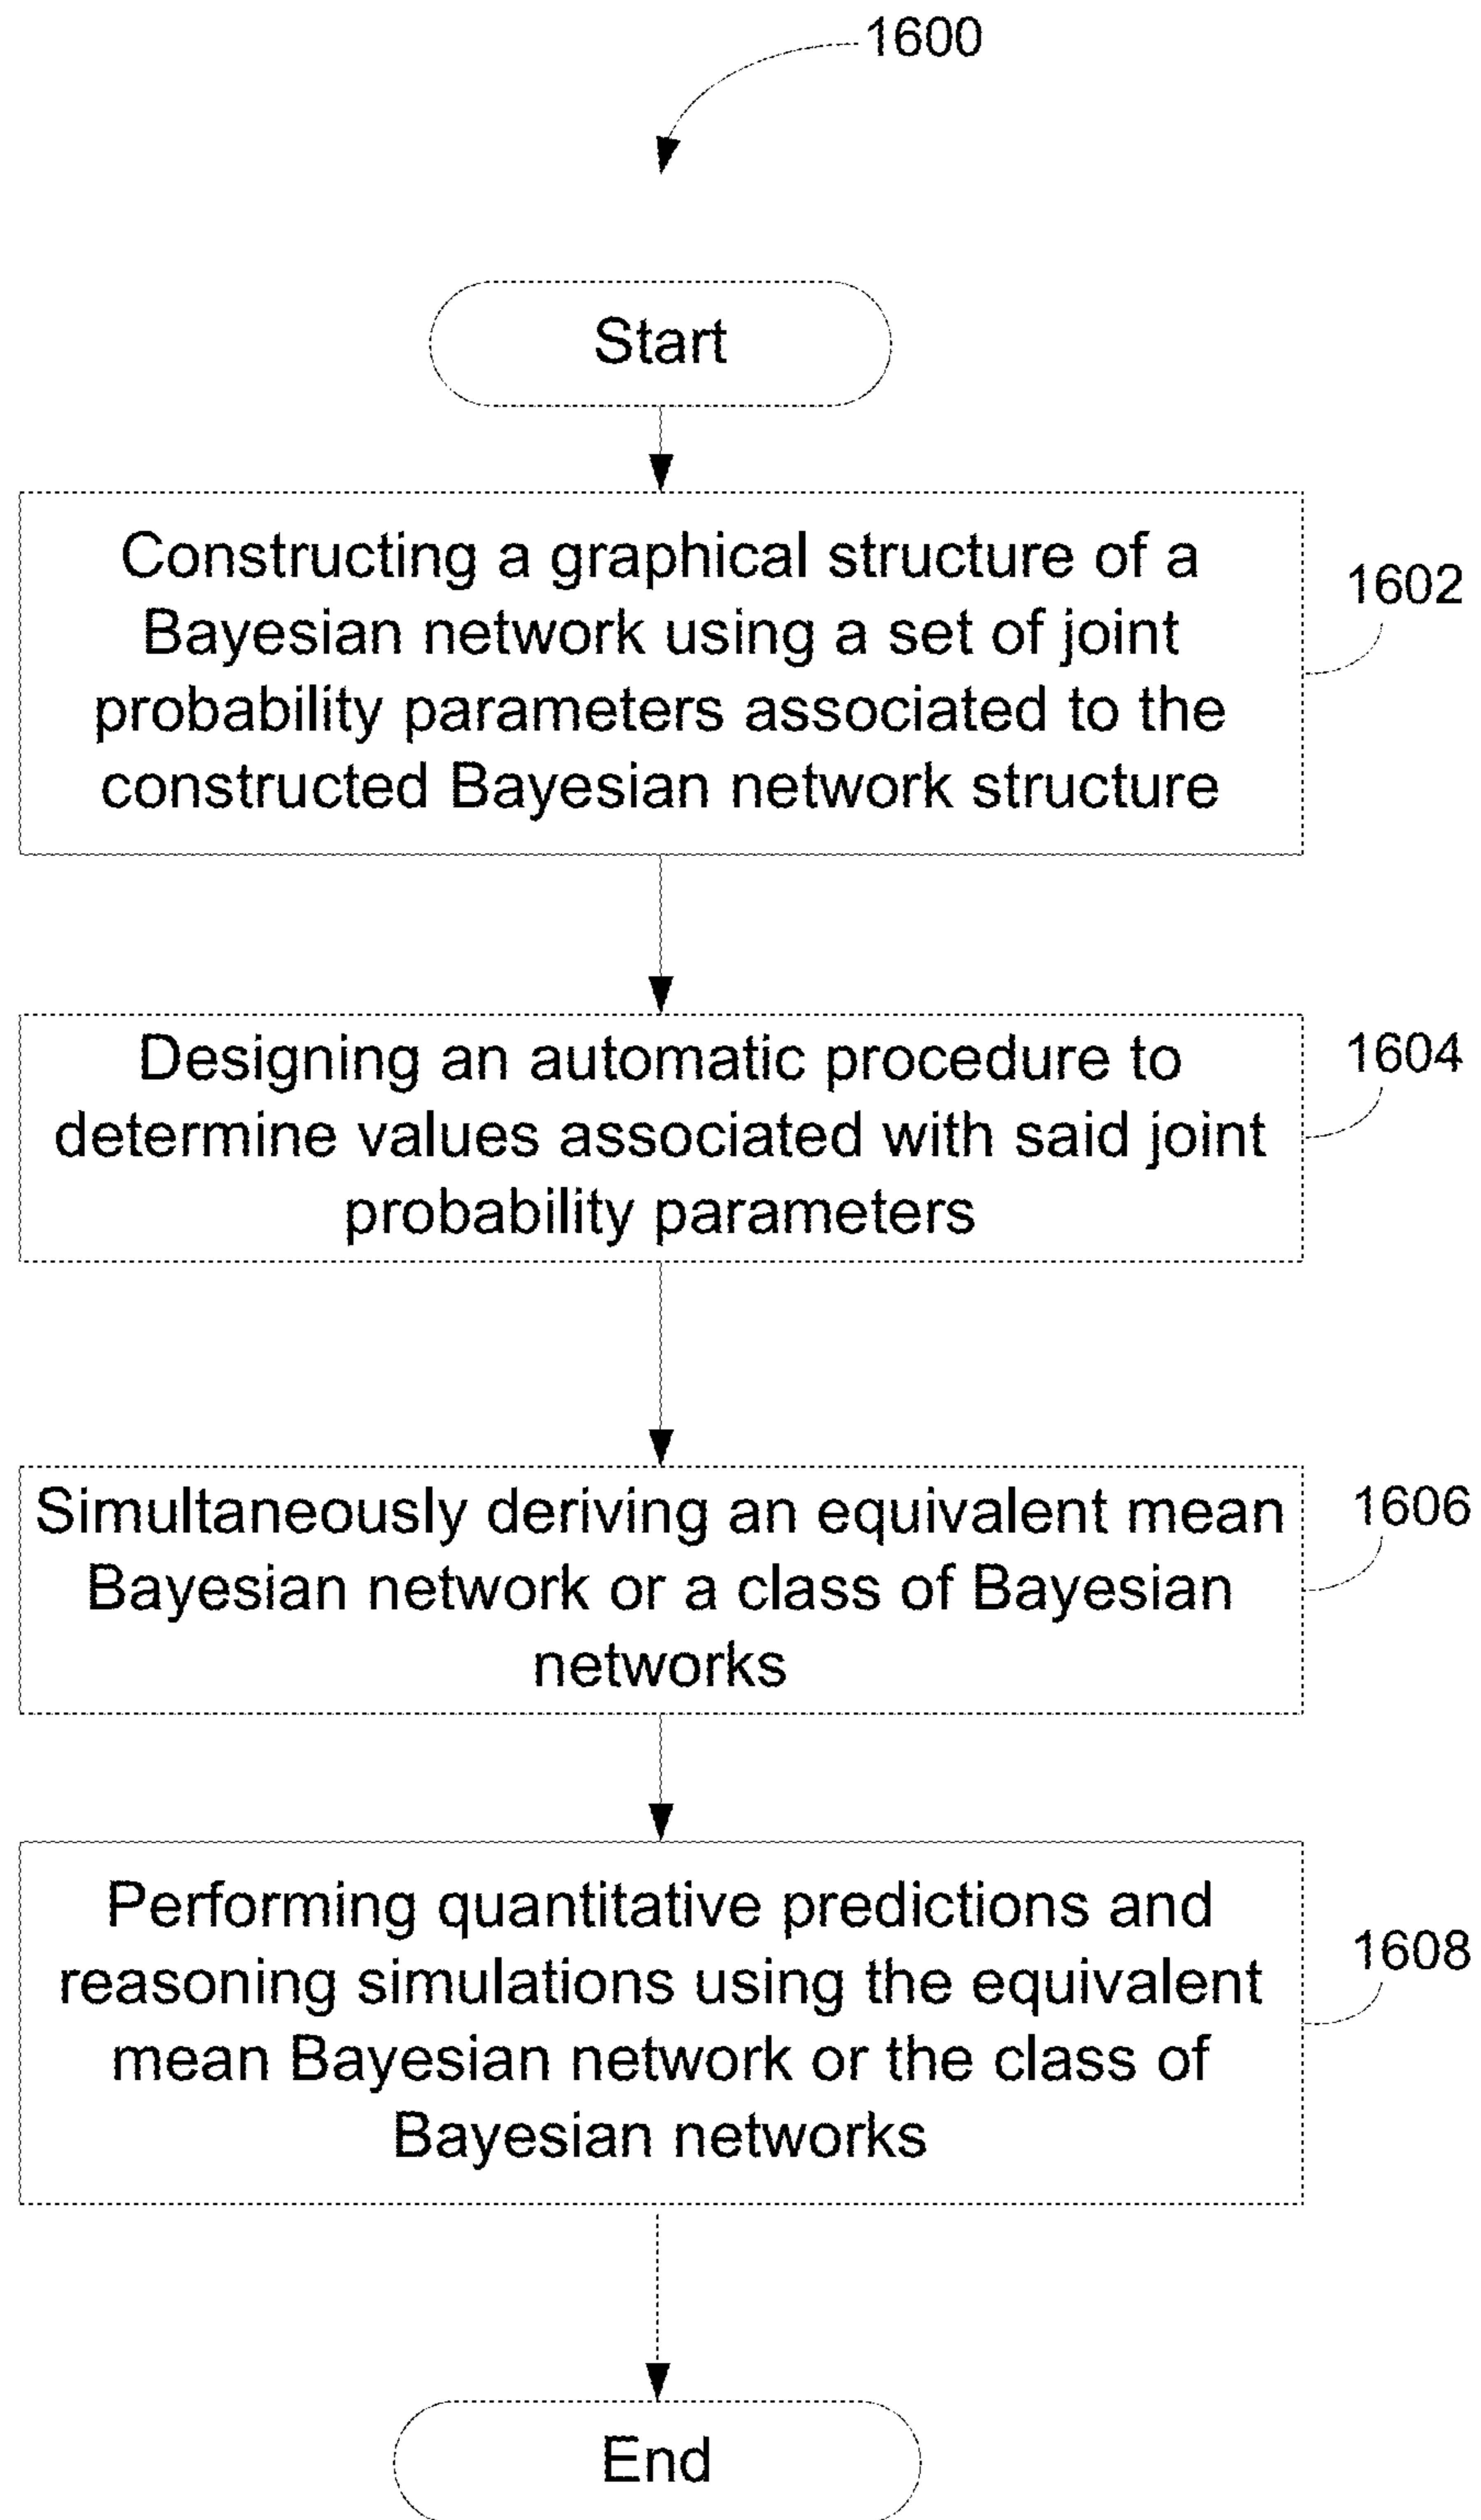 1600
Start
Constructing a graphical structure of a
Bayesian network using a set of joint
probability parameters associated to the
constructed Bayesian network structure
1602
Designing an automatic procedure to
determine values associated with said joint
probability parameters
1604
Simultaneously deriving an equivalent mean
Bayesian network or a class of Bayesian
networks
1606
Performing quantitative predictions and
reasoning simulations using the equivalent
mean Bayesian network or the class of
Bayesian networks
1608
End